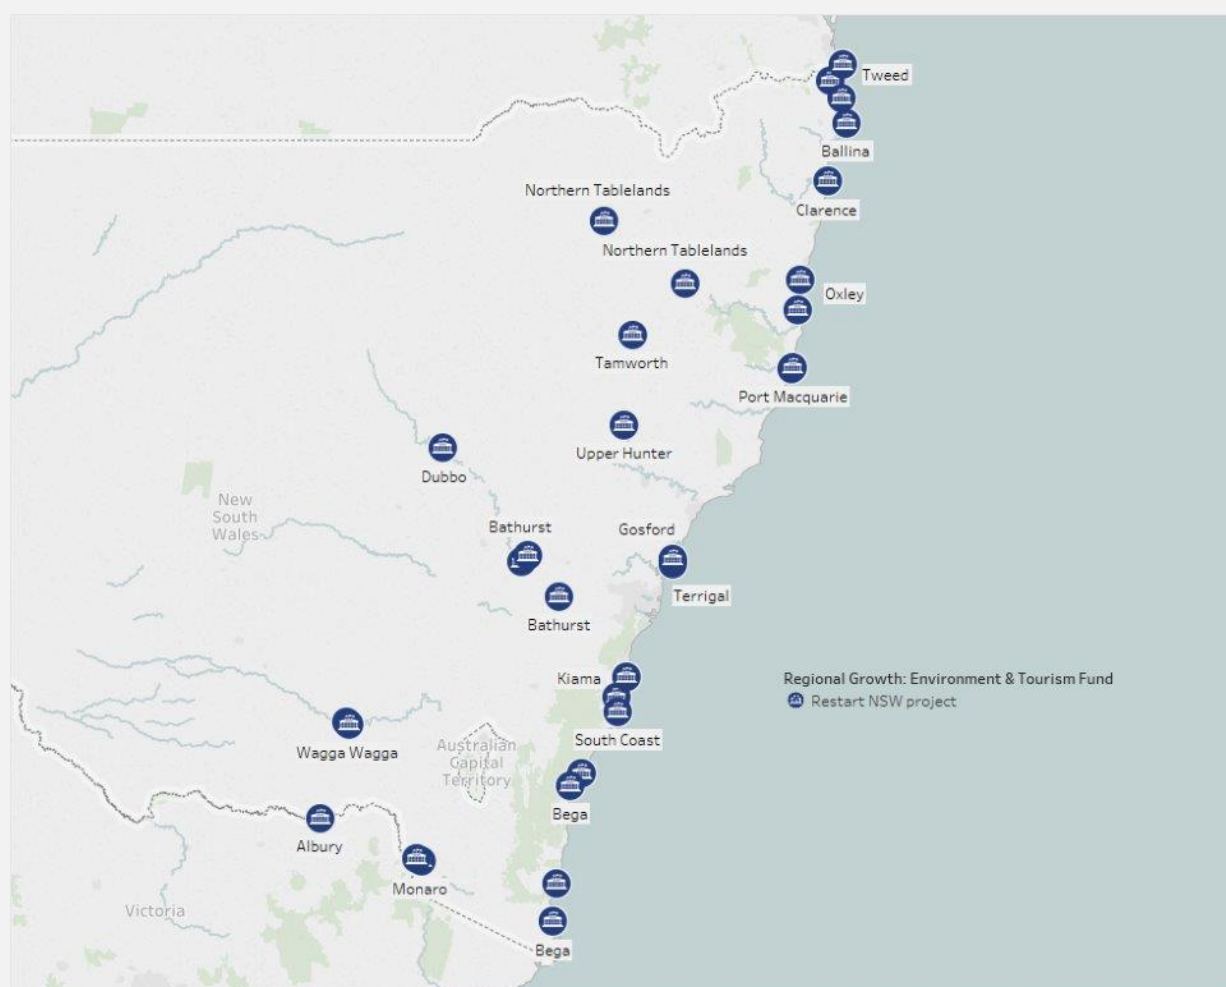 Tweed
Ballina
Northern Tablelands
Clarence
Northern Tablelands
Oxley
Tamworth
Port Macquarie
Upper Hunter
Dubbo
New
South
Wales
Bathurst
Gosford
Terrigal
Bathurst
Kiama
Regional Growth: Environment & Tourism Fund
Restart NSW project
South Coast
Australian
Capital
Territory
Wagga Wagga
Bega
Albury
Monaro
Victoria
Bega